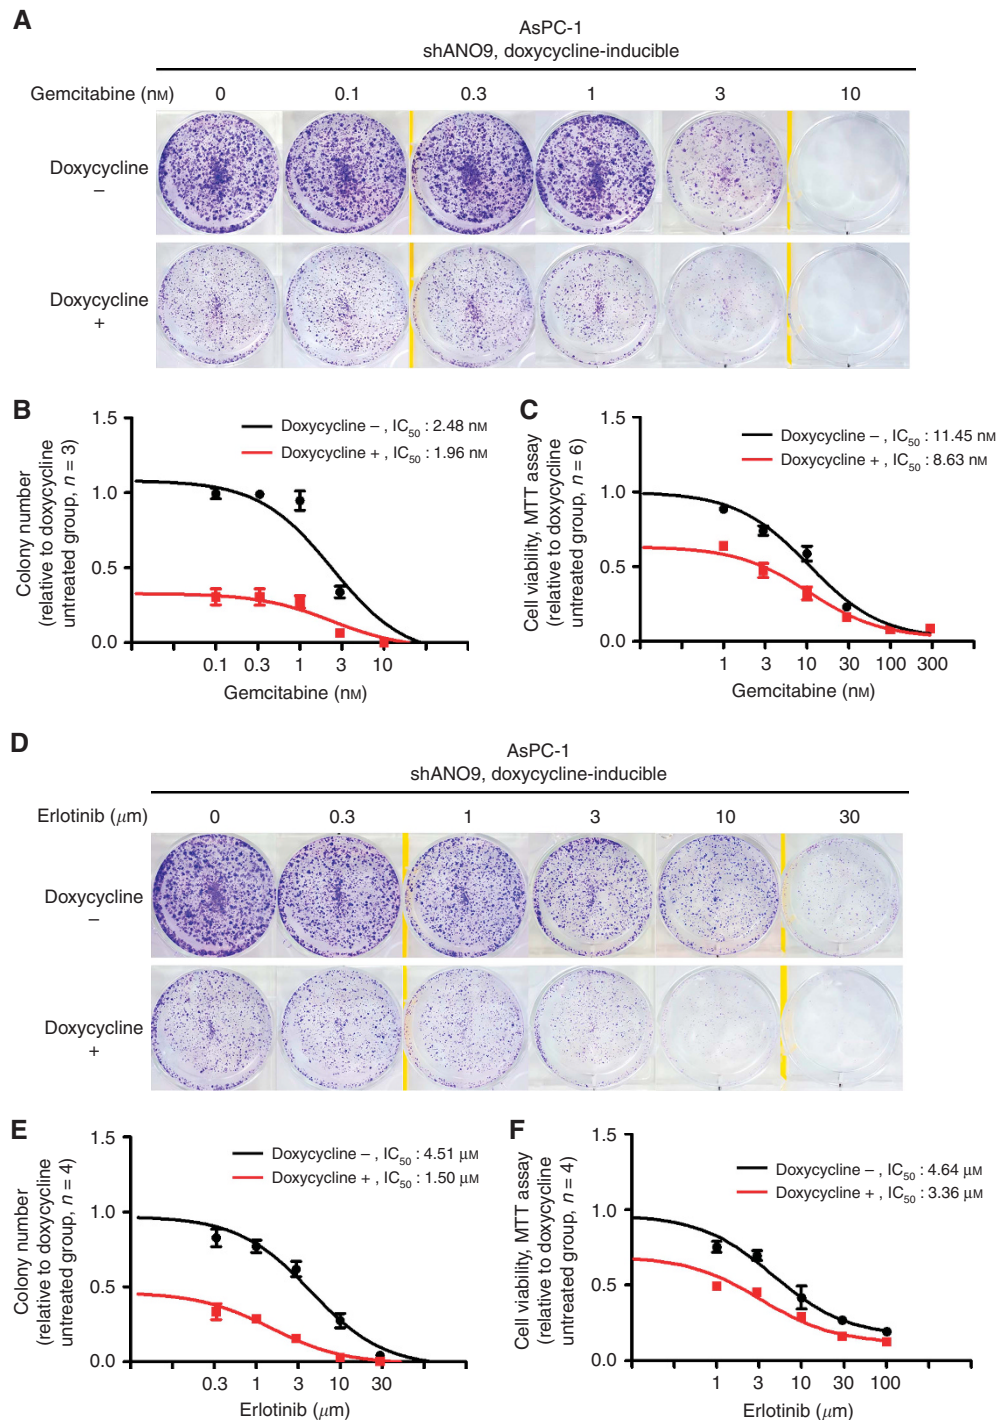 A
AsPC-1
shANO9, doxycycline-inducible
Gemcitabine (nM) 0 0.1 0.3 1 3 10
Doxycycline
–
Doxycycline
+
B
Colony number
(relative to doxycycline
untreated group, n = 3)
1.5
1.0
0.5
0.0
Doxycycline – , IC50 : 2.48 nM
Doxycycline + , IC50 : 1.96 nM
0.1 0.3 1 3 10
Gemcitabine (nM)
C
Cell viability, MTT assay
(relative to doxycycline
untreated group, n = 6)
1.5
1.0
0.5
0.0
Doxycycline – , IC50 : 11.45 nM
Doxycycline + , IC50 : 8.63 nM
1 3 10 30 100 300
Gemcitabine (nM)
D
AsPC-1
shANO9, doxycycline-inducible
Erlotinib (μm) 0 0.3 1 3 10 30
Doxycycline
–
Doxycycline
+
E
Colony number
(relative to doxycycline
untreated group, n = 4)
1.5
1.0
0.5
0.0
Doxycycline – , IC50 : 4.51 μM
Doxycycline + , IC50 : 1.50 μM
0.3 1 3 10 30
Erlotinib (μm)
F
Cell viability, MTT assay
(relative to doxycycline
untreated group, n = 4)
1.5
1.0
0.5
0.0
Doxycycline – , IC50 : 4.64 μM
Doxycycline + , IC50 : 3.36 μM
1 3 10 30 100
Erlotinib (μm)